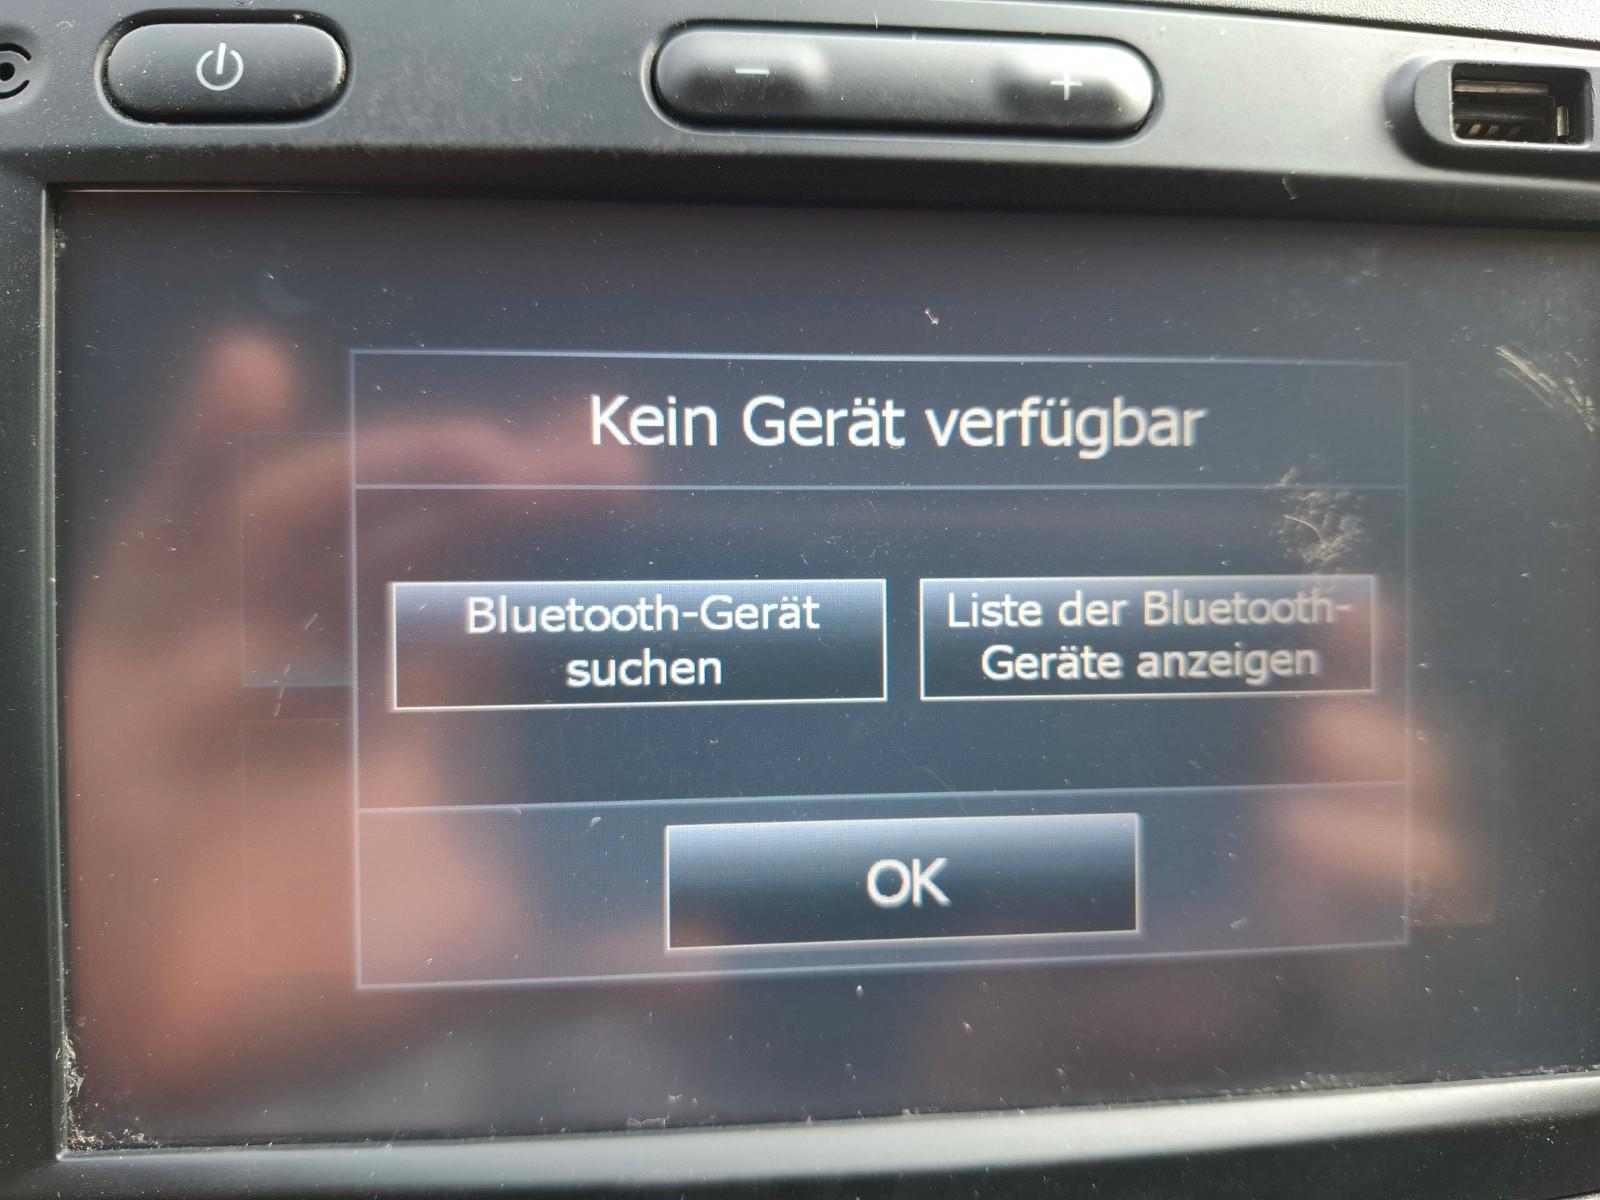 Kein Gerät verfügbar
Bluetooth-Gerät
suchen
Liste der Bluetooth-
Geräte anzeigen
OK